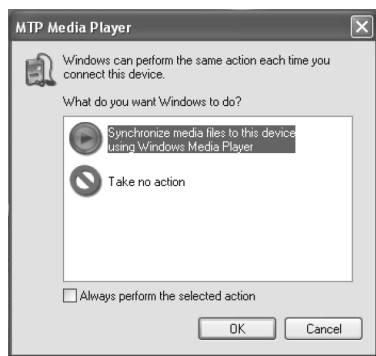 MTP Media Player
Windows can perform the same action each time you
connect this device.
What do you want Windows to do?
Synchronize media files to this device
using Windows Media Player
Take no action
Always perform the selected action
OK
Cancel